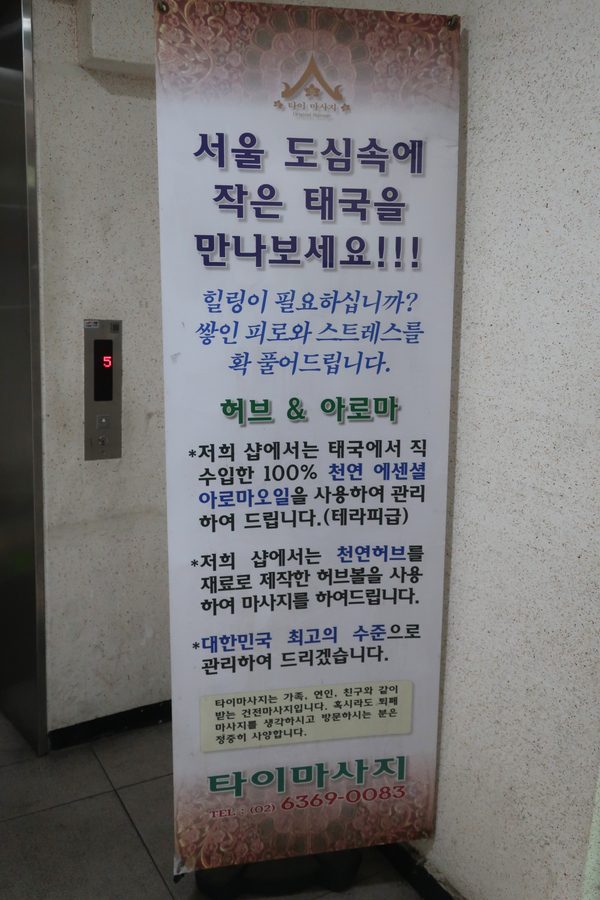 타이 마사지
서울 도심속에
작은 태국을
만나보세요!!!
힐링이 필요하십니까?
쌓인 피로와 스트레스를
확 풀어드립니다.
5
허브 & 아로마
*저희 샵에서는 태국에서 직
수입한 100% 천연 에센셜
아로마오일을 사용하여 관리
하여 드립니다.(테라피급)
*저희 샵에서는 천연허브를
재료로 제작한 허브볼을 사용
하여 마사지를 하여드립니다.
*대한민국 최고의 수준으로
관리하여 드리겠습니다.
타이마사지는 가족, 연인, 친구와 같이
받는 건전마사지입니다. 혹시라도 퇴폐
마사지를 생각하시고 방문하시는 분은
정중히 사양합니다.
타이마사지
TEL : (02) 6369-0083